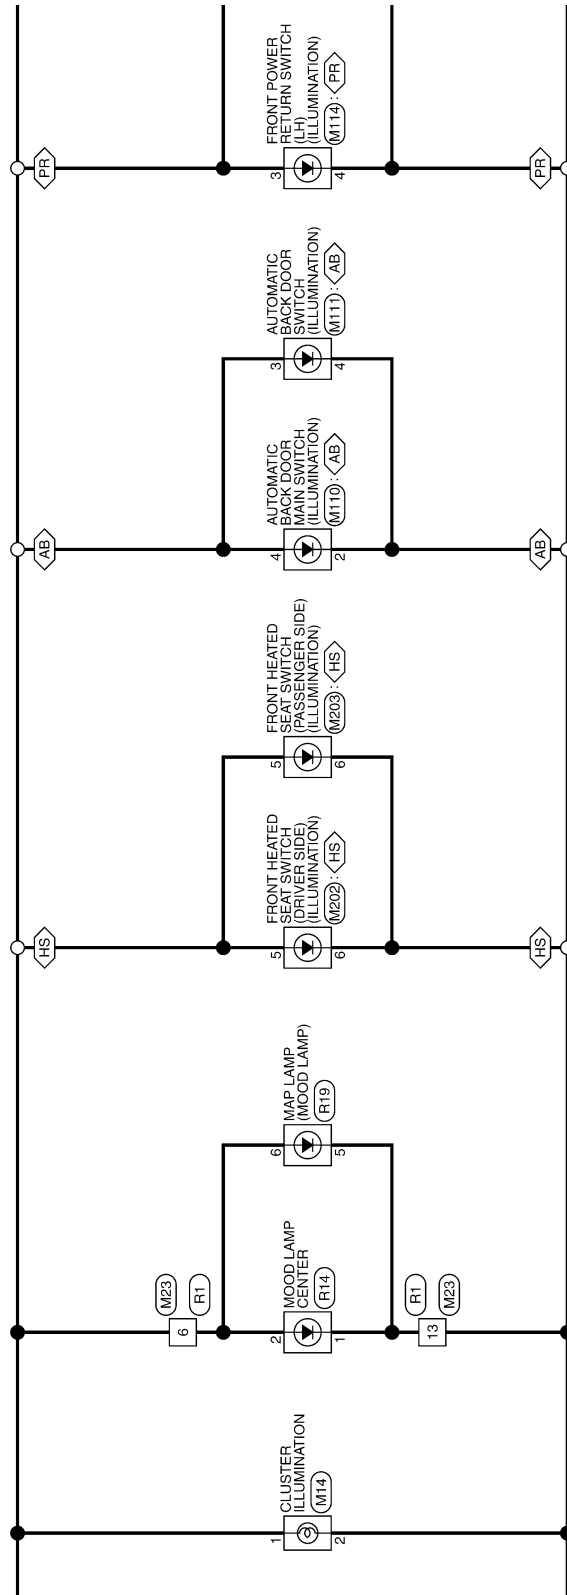 PR
3
FRONT POWER
RETURN SWITCH
(LH)
(ILLUMINATION)
M114 : PR
4
PR
3
AUTOMATIC
BACK DOOR
SWITCH
(ILLUMINATION)
M111 : AB
4
AB
4
AUTOMATIC
BACK DOOR
MAIN SWITCH
(ILLUMINATION)
M110 : AB
2
AB
5
FRONT HEATED
SEAT SWITCH
(PASSENGER SIDE)
(ILLUMINATION)
M203 : HS
6
HS
5
FRONT HEATED
SEAT SWITCH
(DRIVER SIDE)
(ILLUMINATION)
M202 : HS
6
HS
6
MAP LAMP
(MOOD LAMP)
R19
5
M23
R1
6
2
MOOD LAMP
CENTER
R14
1
R1
M23
13
1
CLUSTER
ILLUMINATION
M14
2